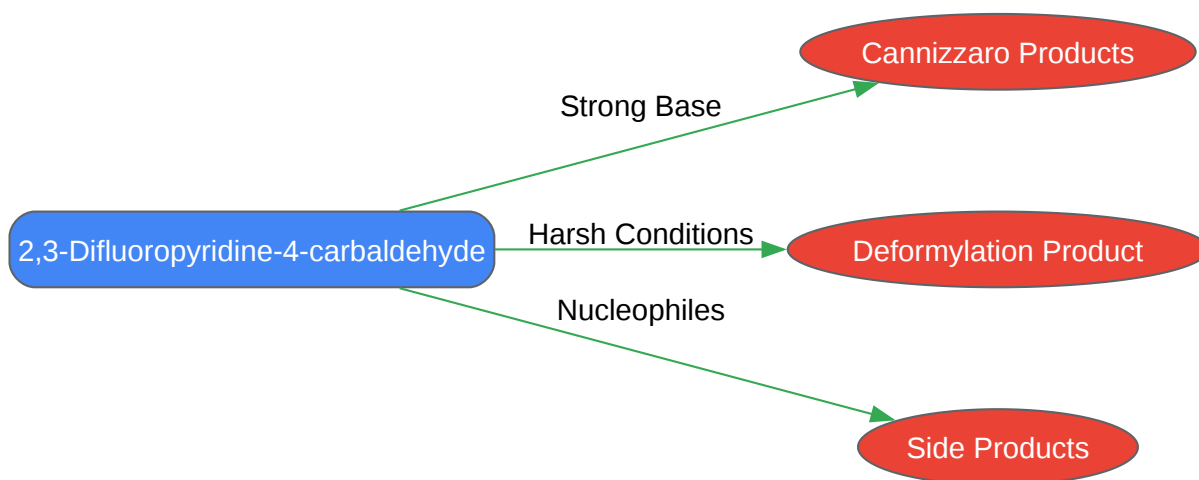 Cannizzaro Products
Strong Base
2,3-Difluoropyridine-4-carbaldehyde
Harsh Conditions
Deformylation Product
Nucleophiles
Side Products